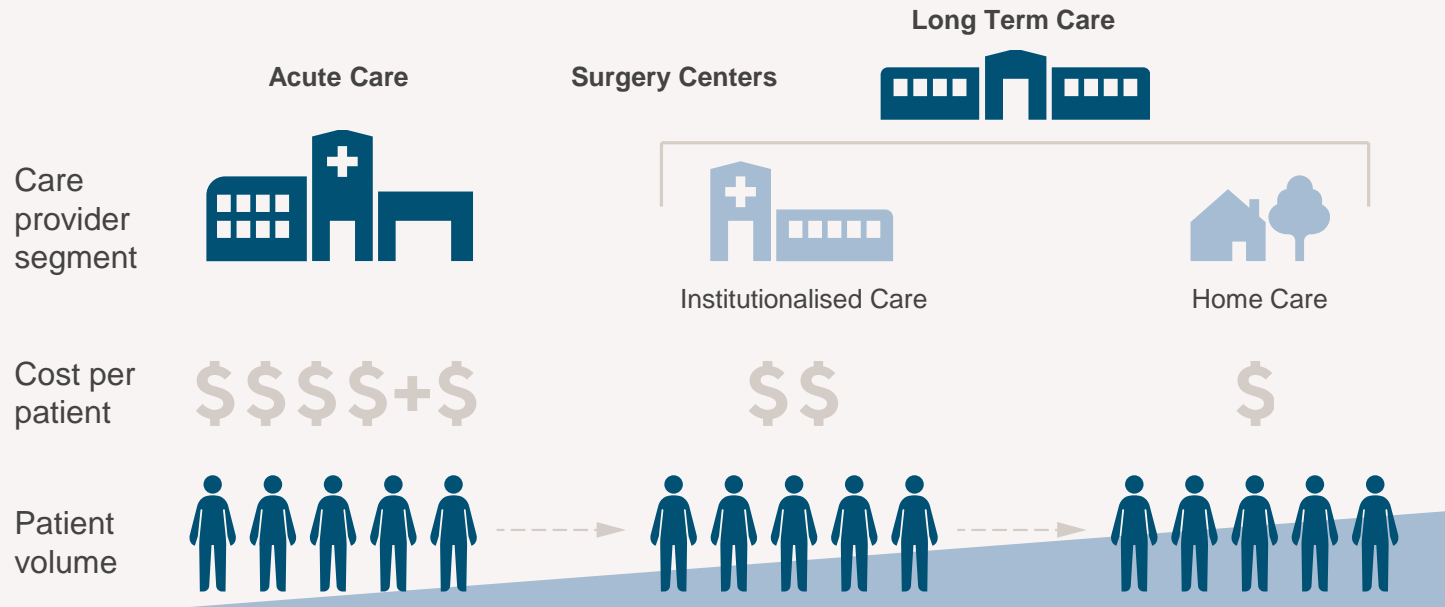 Long Term Care
Acute Care
Surgery Centers
Care
provider
segment
Institutionalised Care
Home Care
Cost per
patient
$$$$+$
$$
$
Patient
volume